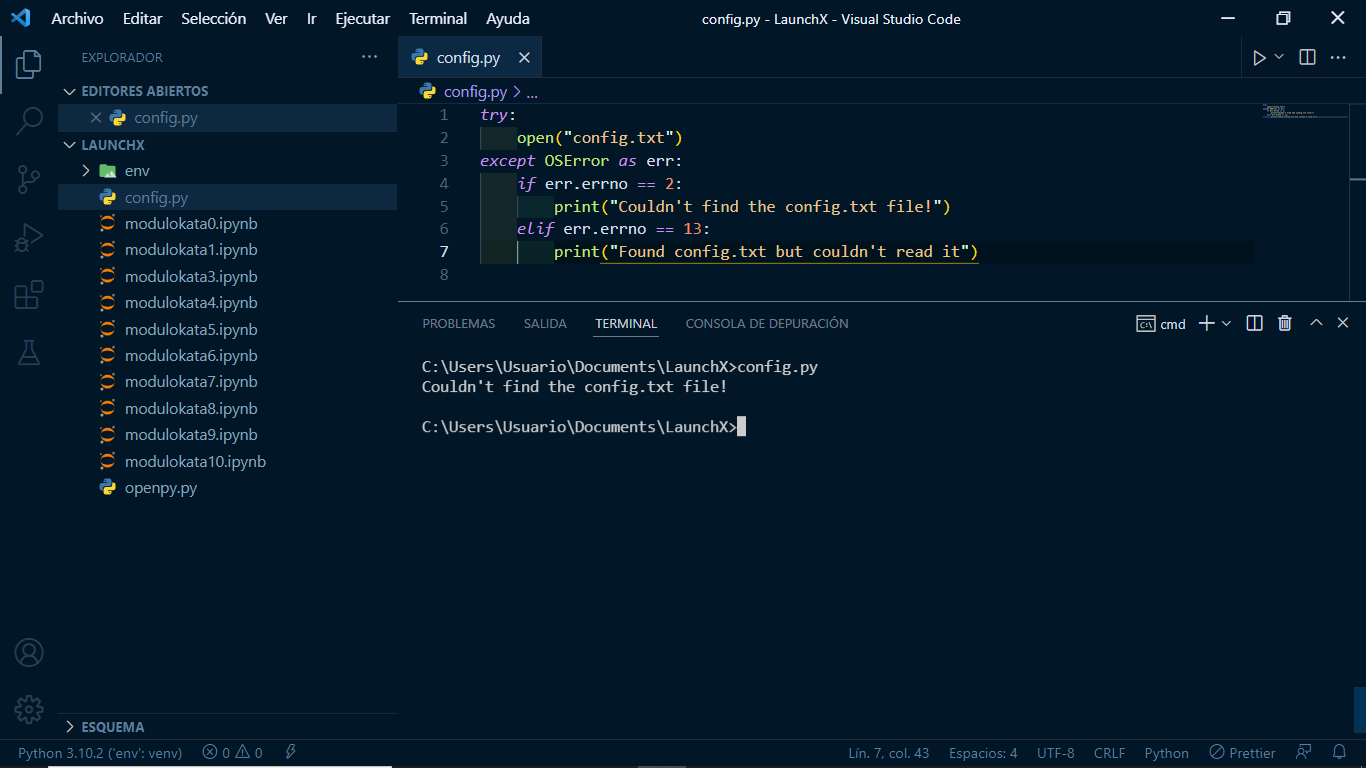 Archivo Editar Selección Ver Ir Ejecutar Terminal Ayuda config.py - LaunchX - Visual Studio Code
EXPLORADOR
EDITORES ABIERTOS
config.py
LAUNCHX
env
config.py
modulokata0.ipynb
modulokata1.ipynb
modulokata3.ipynb
modulokata4.ipynb
modulokata5.ipynb
modulokata6.ipynb
modulokata7.ipynb
modulokata8.ipynb
modulokata9.ipynb
modulokata10.ipynb
openpy.py
ESQUEMA
config.py
config.py > ...
1 try:
2 open("config.txt")
3 except OSError as err:
4 if err.errno == 2:
5 print("Couldn't find the config.txt file!")
6 elif err.errno == 13:
7 print("Found config.txt but couldn't read it")
8
PROBLEMAS SALIDA TERMINAL CONSOLA DE DEPURACIÓN cmd
C:\Users\Usuario\Documents\LaunchX>config.py
Couldn't find the config.txt file!
C:\Users\Usuario\Documents\LaunchX>
Python 3.10.2 ('env': venv) 0 0 Lín. 7, col. 43 Espacios: 4 UTF-8 CRLF Python Prettier